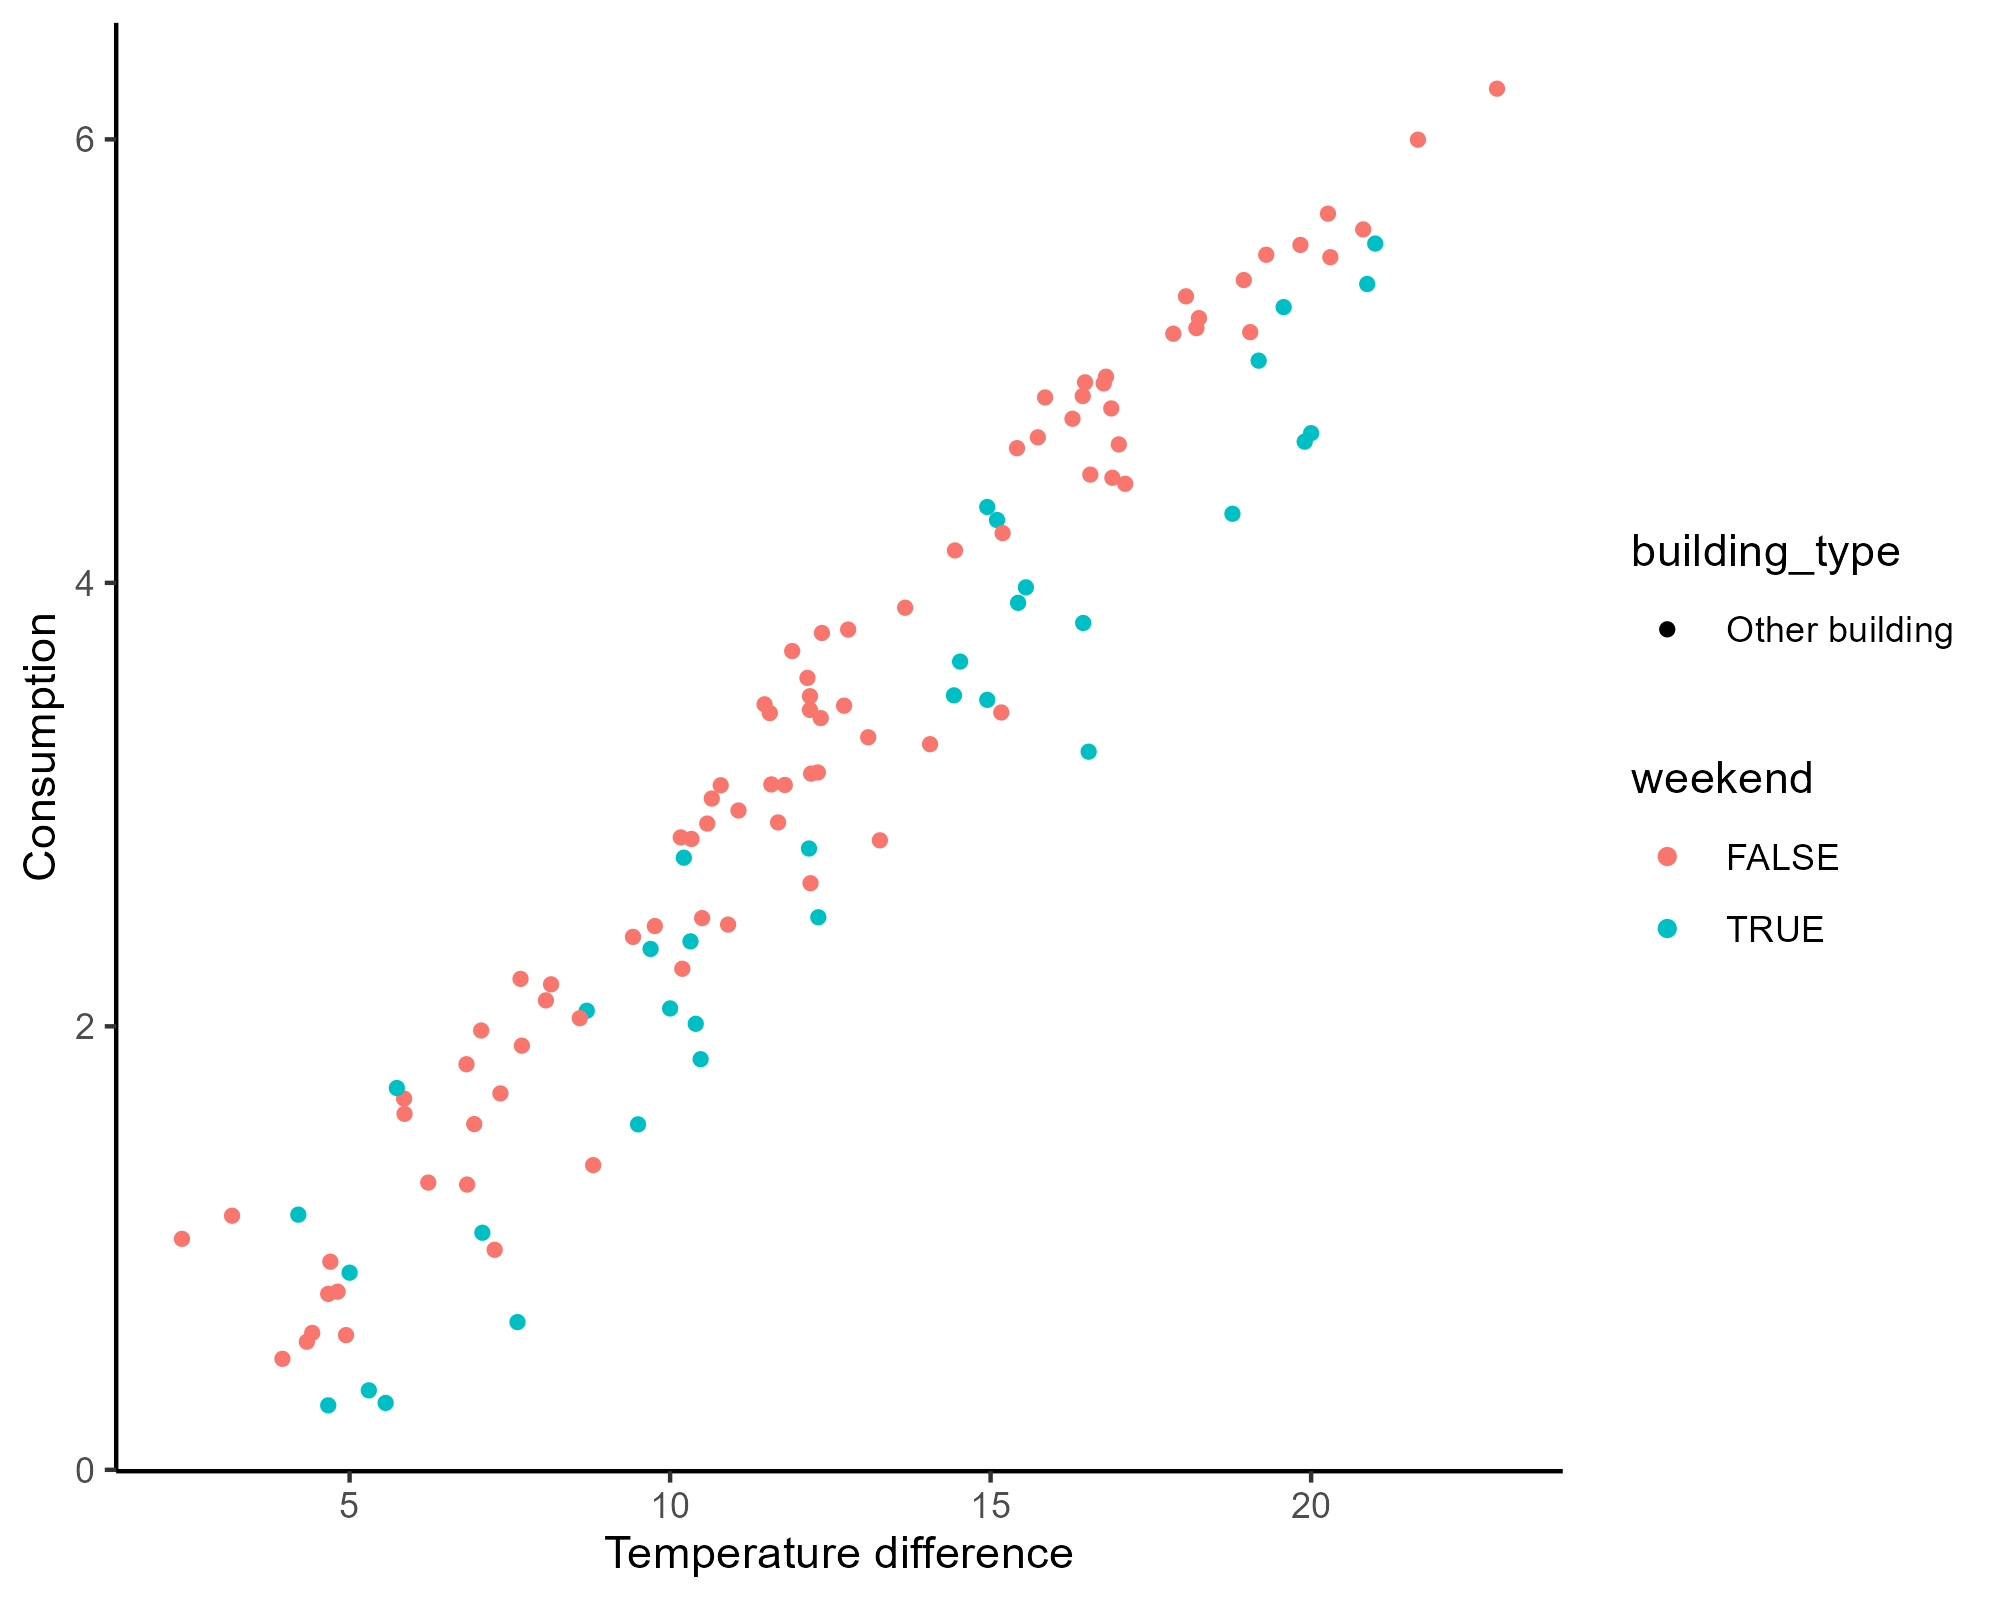 6
4
2
0
Consumption
5
10
15
20
Temperature difference
building_type
Other building
weekend
FALSE
TRUE